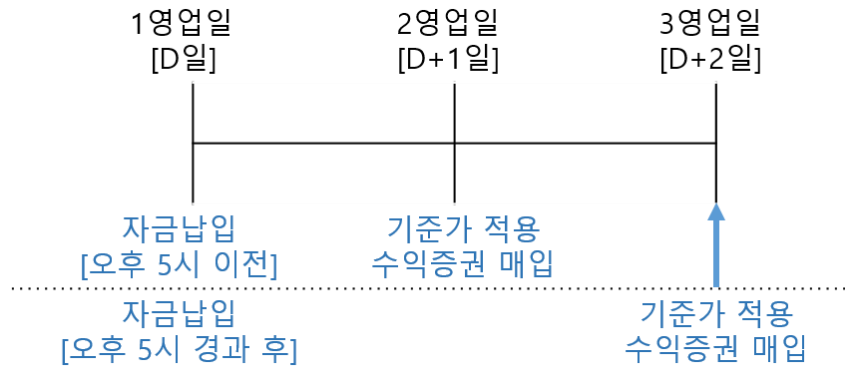 1영업일
[D일]
2영업일
[D+1일]
3영업일
[D+2일]
자금납입
[오후 5시 이전]
기준가 적용
수익증권 매입
자금납입
[오후 5시 경과 후]
기준가 적용
수익증권 매입